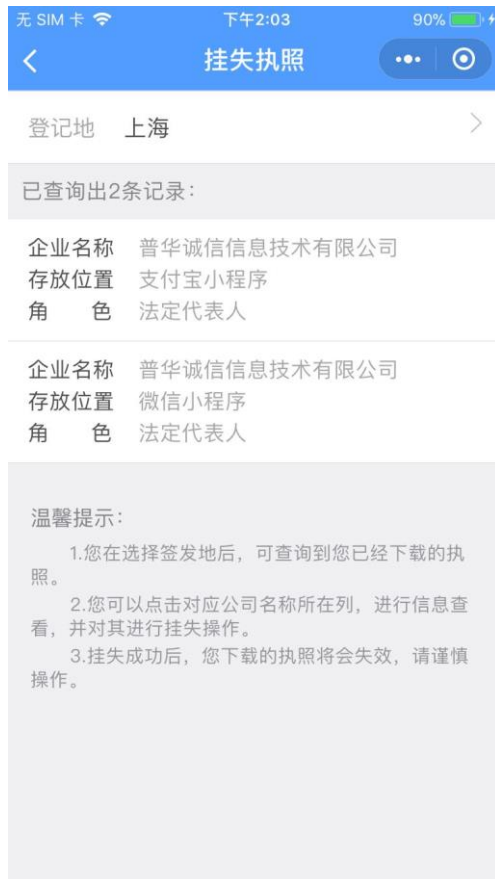 无 SIM 卡 下午2:03 90%
挂失执照
登记地 上海
已查询出2条记录：
企业名称 普华诚信信息技术有限公司
存放位置 支付宝小程序
角 色 法定代表人
企业名称 普华诚信信息技术有限公司
存放位置 微信小程序
角 色 法定代表人
温馨提示：
1.您在选择签发地后，可查询到您已经下载的执
照。
2.您可以点击对应公司名称所在列，进行信息查
看，并对其进行挂失操作。
3.挂失成功后，您下载的执照将会失效，请谨慎
操作。